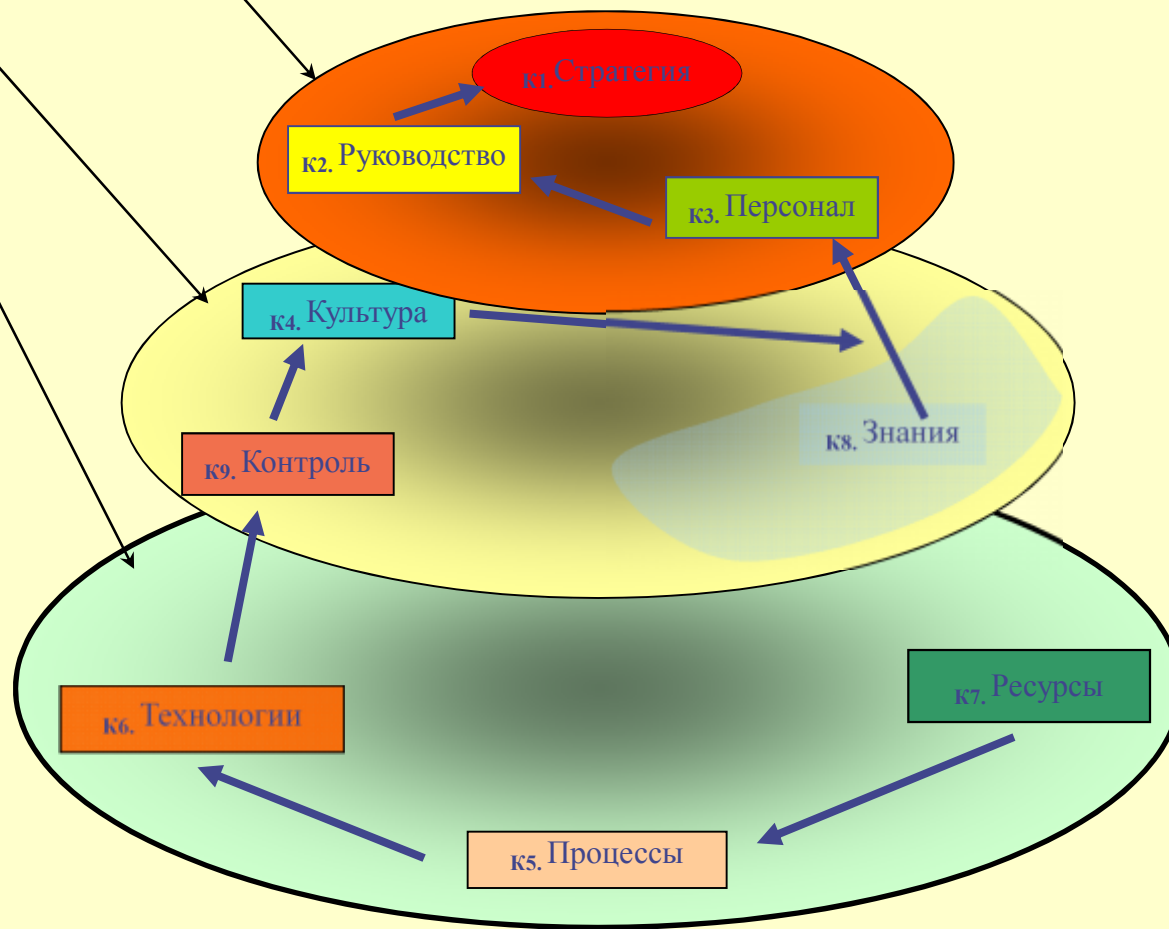 К1.Стратегия
К2. Руководство
К3. Персонал
К4. Культура
К8. Знания
К9. Контроль
К7. Ресурсы
К6. Технологии
К5. Процессы